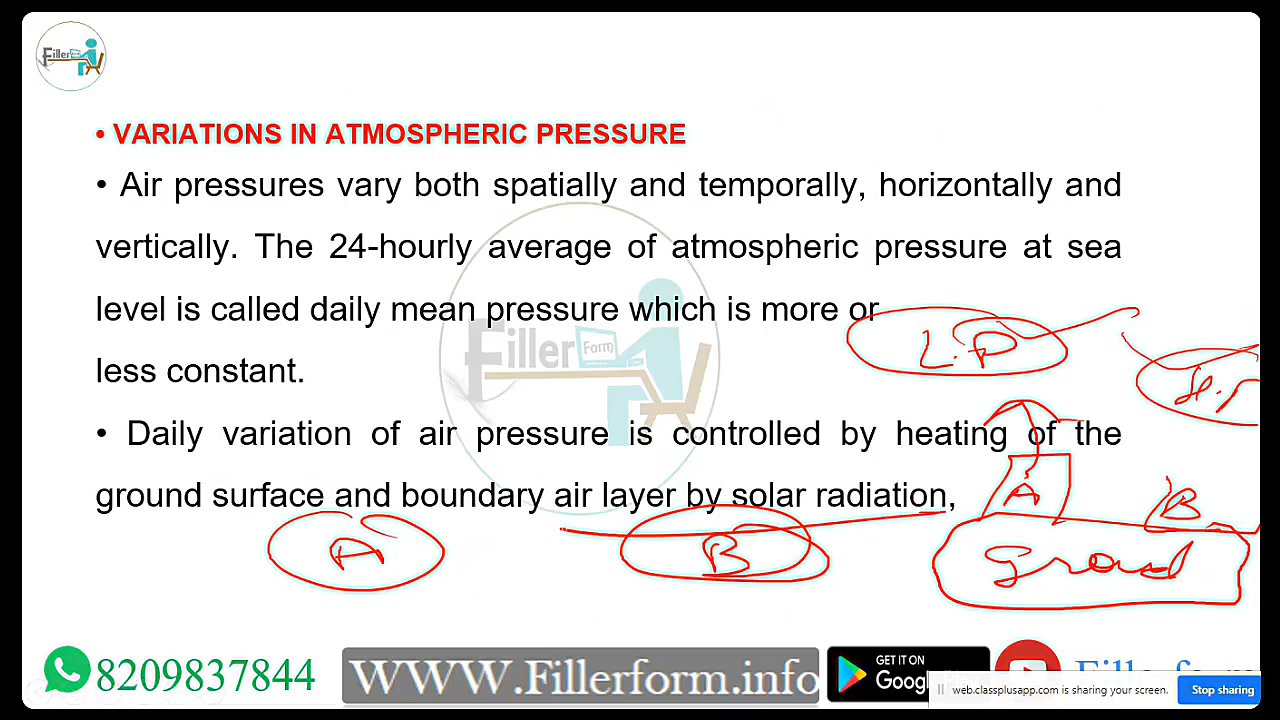 Filler
• VARIATIONS IN ATMOSPHERIC PRESSURE
• Air pressures vary both spatially and temporally, horizontally and
vertically. The 24-hourly average of atmospheric pressure at sea
level is called daily mean pressure which is more or
less constant.
Filler Form
L.P
H.P
• Daily variation of air pressure is controlled by heating of the
ground surface and boundary air layer by solar radiation,
A B
A B
Ground
8209837844 WWW.Fillerform.info GET IT ON Google
web.classplusapp.com is sharing your screen. Stop sharing